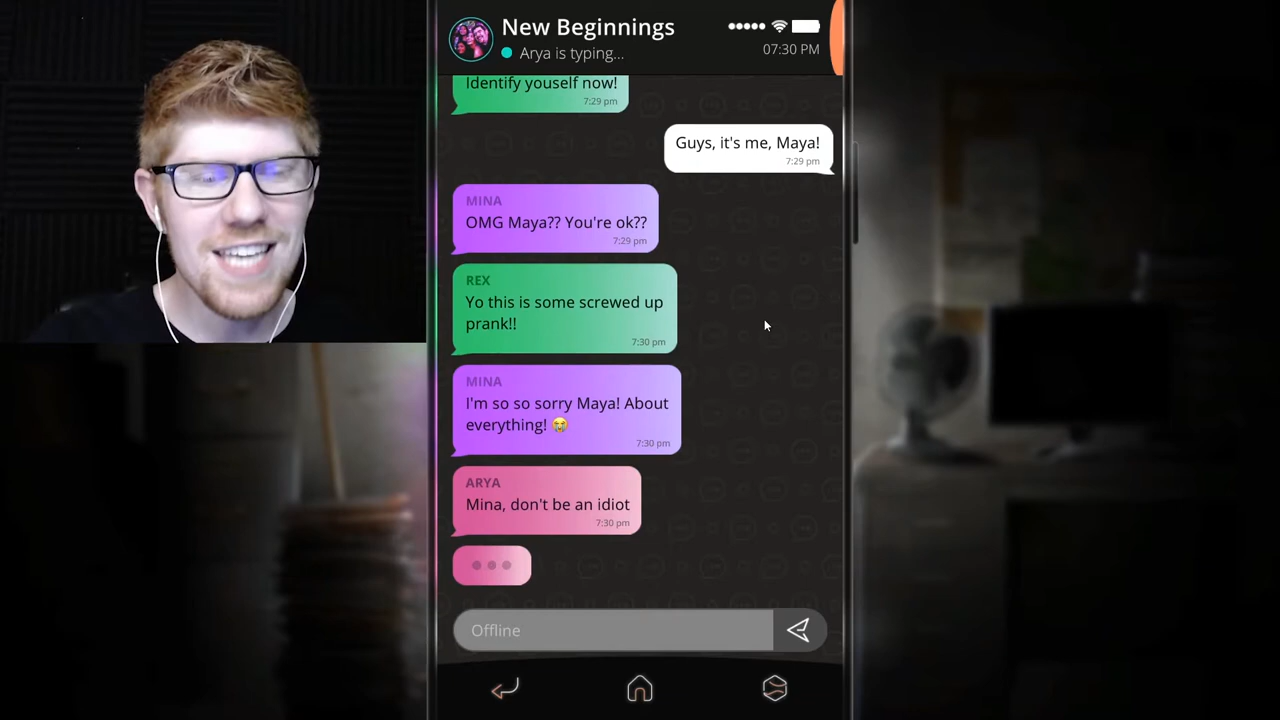 New Beginnings
Arya is typing...
07:30 PM
Identify youself now!
7:29 pm
Guys, it's me, Maya!
7:29 pm
MINA
OMG Maya?? You're ok??
7:29 pm
REX
Yo this is some screwed up
prank!!
7:30 pm
MINA
I'm so so sorry Maya! About
everything! 😭
7:30 pm
ARYA
Mina, don't be an idiot
7:30 pm
Offline